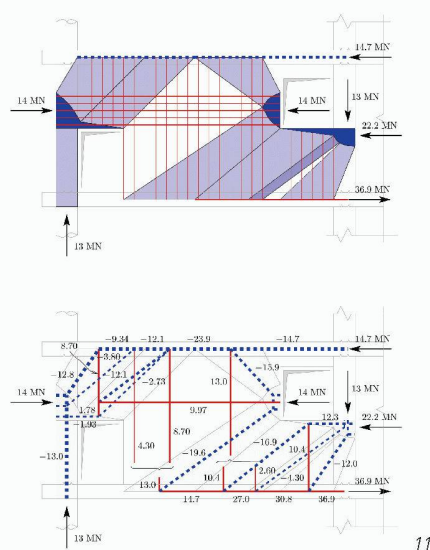 14.7 MN
13 MN
14 MN
14 MN
22.2 MN
36.9 MN
13 MN
-9.34
-12.1
-23.9
-14.7
14.7 MN
8.70
-3.80
-15.9
-12.8
-12.1
-2.73
13.0
13 MN
14 MN
14 MN
1.78
9.97
-1.93
12.3
22.2 MN
8.70
4.30
-16.9
10.4
-13.0
-19.6
2.60
-12.0
10.4
-4.30
13.0
36.9 MN
27.0
30.8
36.9
13 MN
11